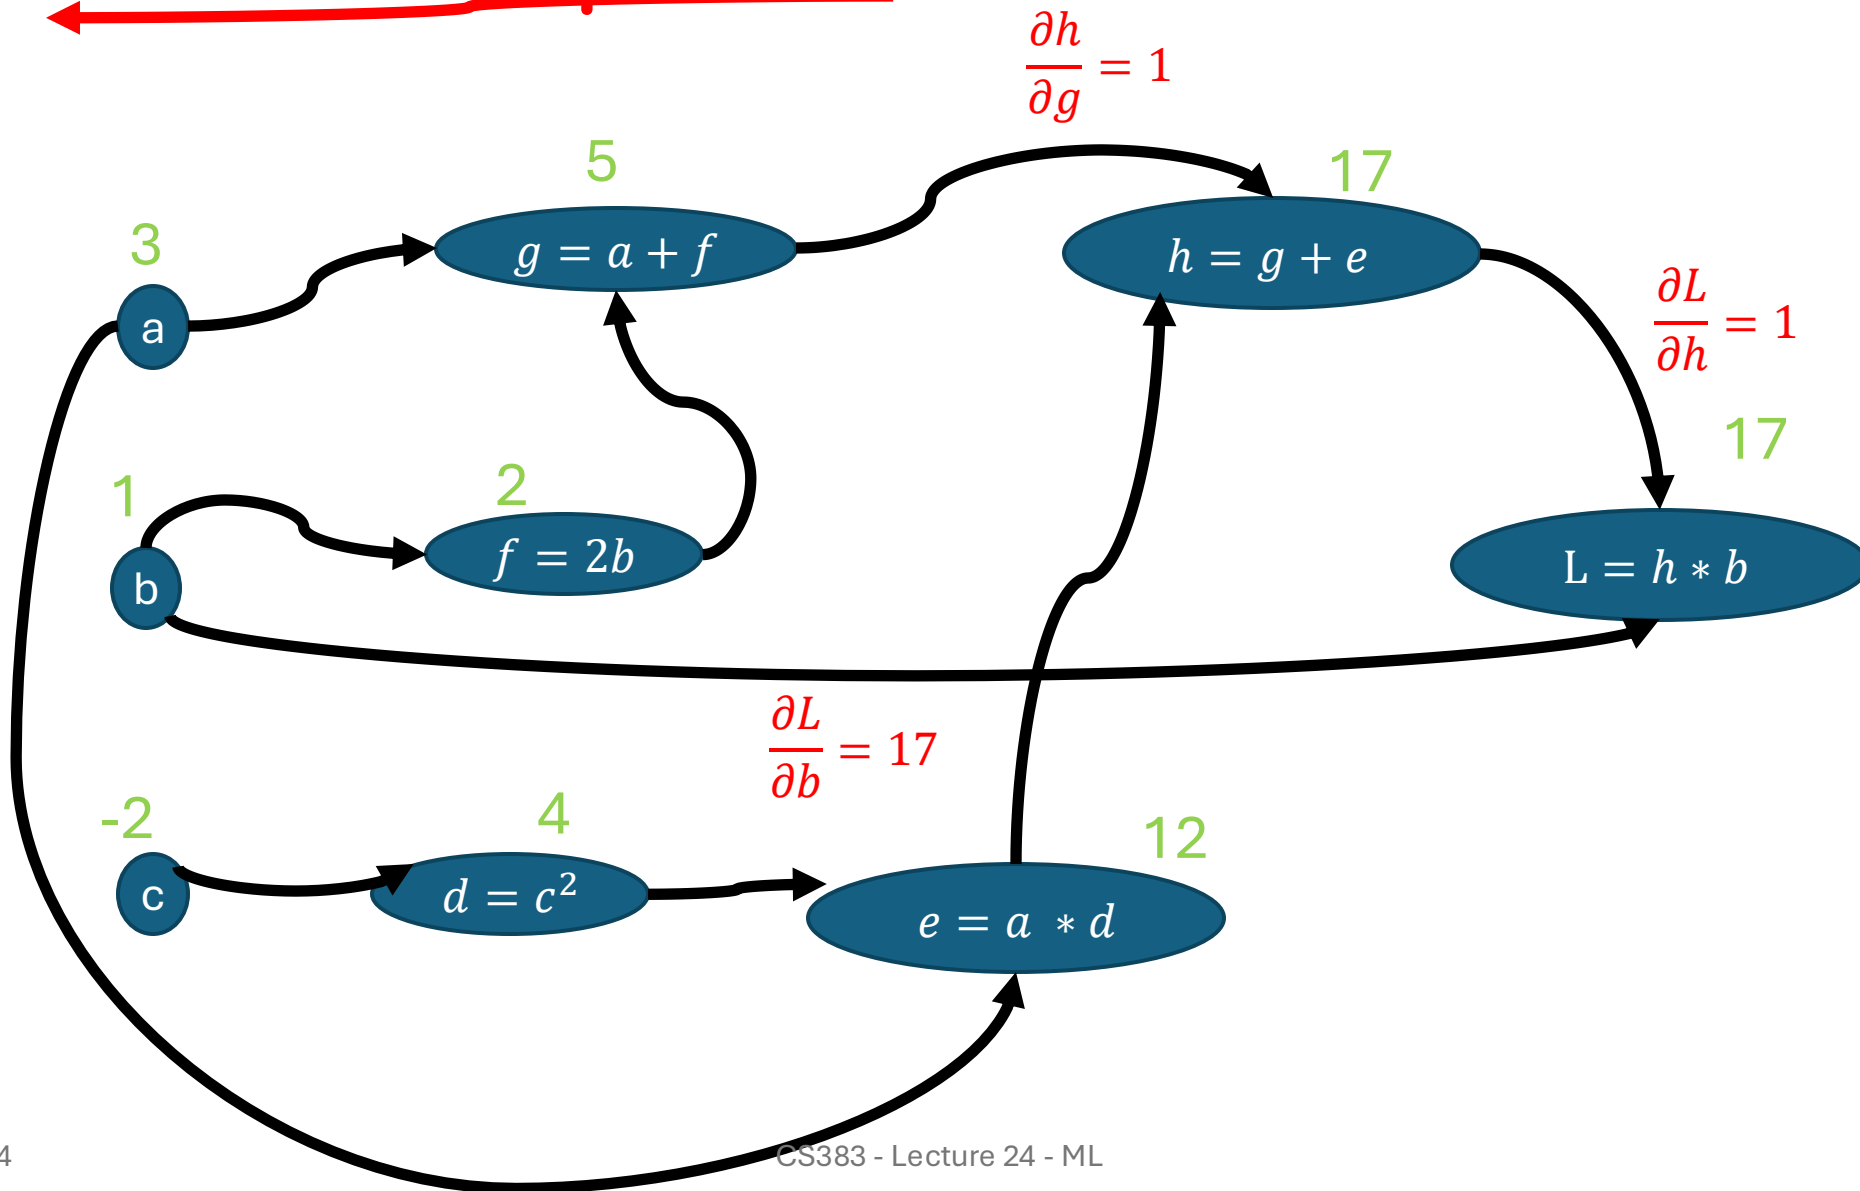 ∂h/∂g = 1
5
17
3
g = a + f
h = g + e
∂L/∂h = 1
a
17
1
2
f = 2b
L = h * b
b
∂L/∂b = 17
-2
4
12
c
d = c²
e = a * d
4
CS383 - Lecture 24 - ML